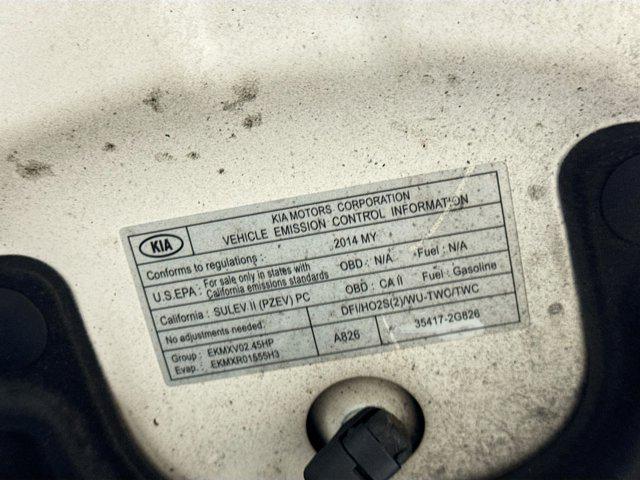 KIA
KIA MOTORS CORPORATION
VEHICLE EMISSION CONTROL INFORMATION
Conforms to regulations : 2014 MY
U.S.EPA : For sale only in states with California emissions standards OBD : N/A Fuel : N/A
California : SULEV II (PZEV) PC OBD : CA II Fuel : Gasoline
No adjustments needed. DFI/HO2S(2)/WU-TWC/TWC
Group : EKMXV02.45HP
Evap. : EKMXR0155SH3
A826
35417-2G826